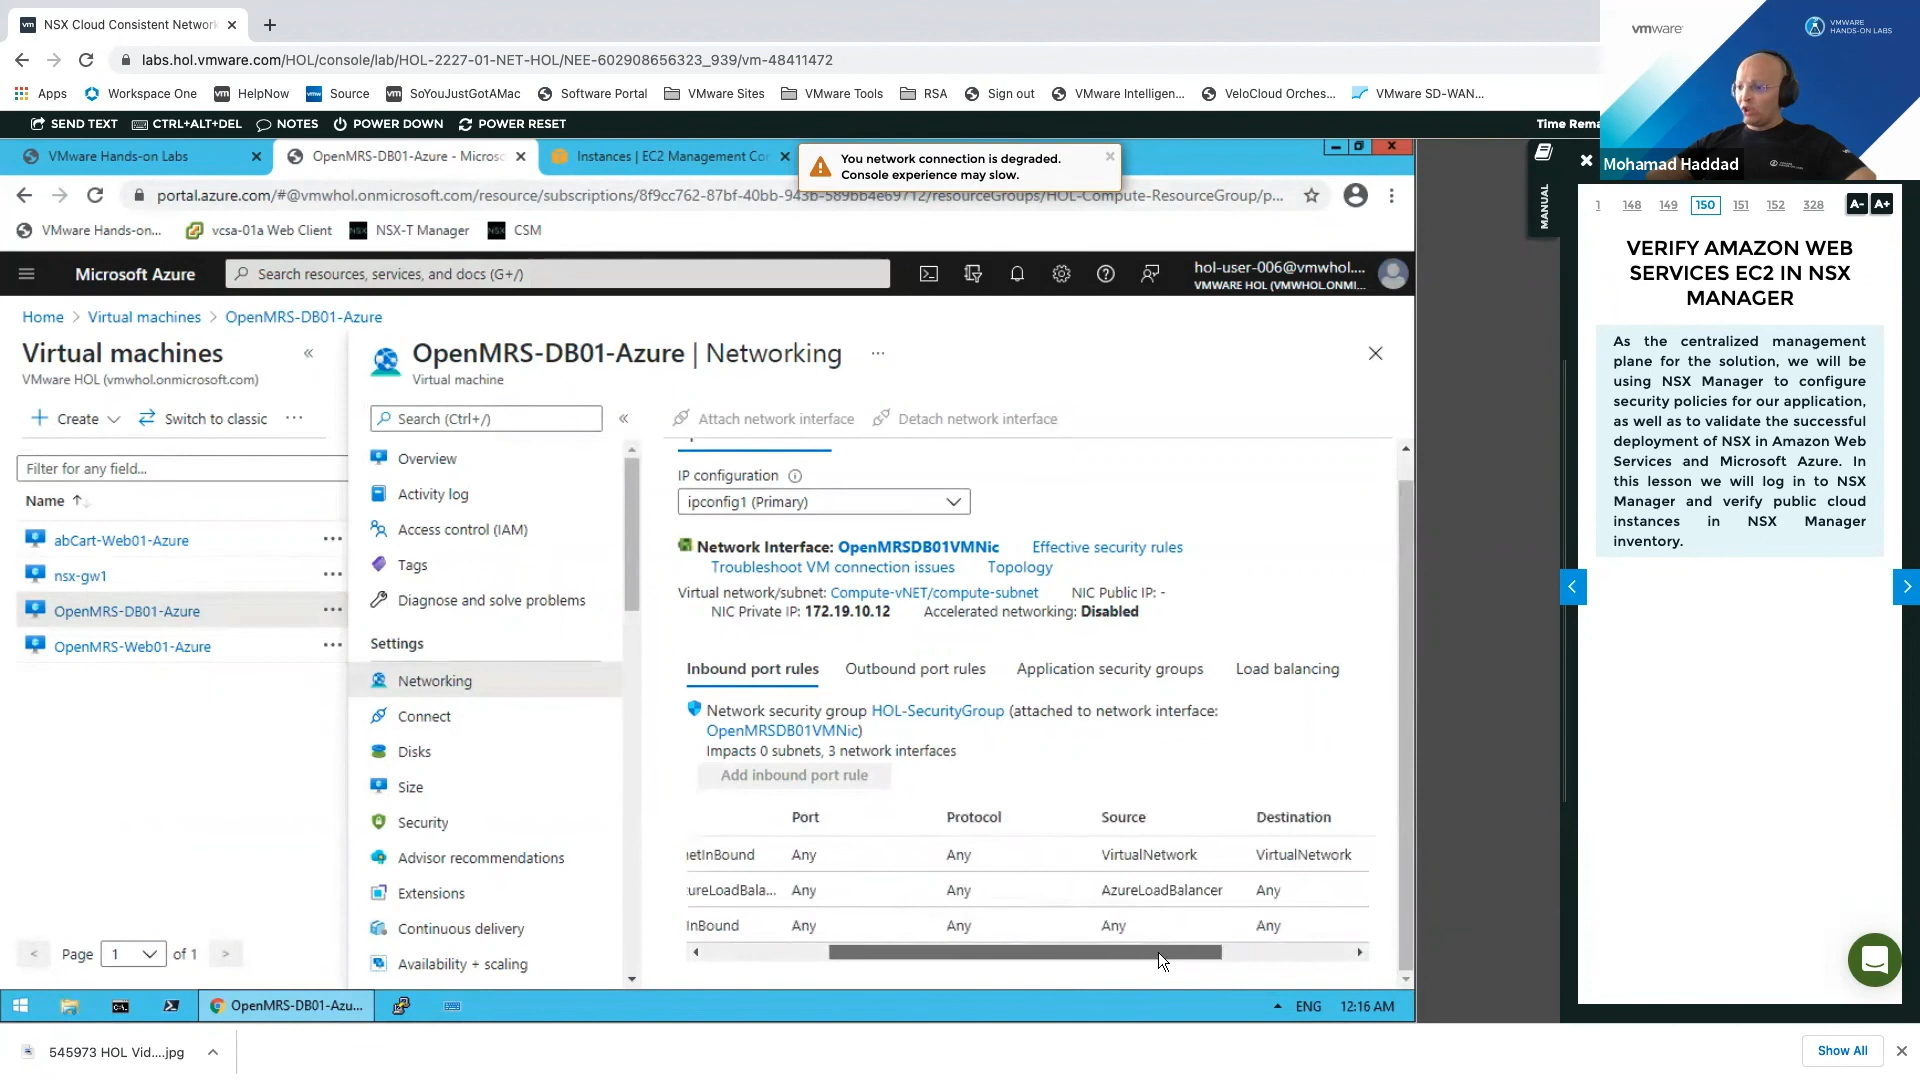 NSX Cloud Consistent Network
labs.hol.vmware.com/HOL/console/lab/HOL-2227-01-NET-HOL/NEE-602908656323_939/vm-48411472
Apps Workspace One HelpNow Source SoYouJustGotAMac Software Portal VMware Sites VMware Tools RSA Sign out VMware Intelligen... VeloCloud Orches... VMware SD-WAN...
SEND TEXT CTRL+ALT+DEL NOTES POWER DOWN POWER RESET
Time Rema
vmware
VMWARE
HANDS-ON LABS
Mohamad Haddad
VMware Hands-on Labs
OpenMRS-DB01-Azure - Micros
Instances | EC2 Management Co
You network connection is degraded.
Console experience may slow.
portal.azure.com/#@vmwhol.onmicrosoft.com/resource/subscriptions/8f9cc762-87bf-40bb-943b-589bb4e69712/resourceGroups/HOL-Compute-ResourceGroup/p...
VMware Hands-on... vcsa-01a Web Client NSX-T Manager CSM
Microsoft Azure
Search resources, services, and docs (G+/)
hol-user-006@vmwhol....
VMWARE HOL (VMWHOL.ONMI...
Home > Virtual machines > OpenMRS-DB01-Azure
Virtual machines
VMware HOL (vmwhol.onmicrosoft.com)
Create
Switch to classic
Filter for any field...
Name
abCart-Web01-Azure
nsx-gw1
OpenMRS-DB01-Azure
OpenMRS-Web01-Azure
< Page 1 of 1 >
OpenMRS-DB01-Azure | Networking
Virtual machine
Search (Ctrl+/)
Overview
Activity log
Access control (IAM)
Tags
Diagnose and solve problems
Settings
Networking
Connect
Disks
Size
Security
Advisor recommendations
Extensions
Continuous delivery
Availability + scaling
Attach network interface
Detach network interface
IP configuration
ipconfig1 (Primary)
Network Interface: OpenMRSDB01VMNic Effective security rules
Troubleshoot VM connection issues Topology
Virtual network/subnet: Compute-vNET/compute-subnet NIC Public IP: -
NIC Private IP: 172.19.10.12 Accelerated networking: Disabled
Inbound port rules Outbound port rules Application security groups Load balancing
Network security group HOL-SecurityGroup (attached to network interface:
OpenMRSDB01VMNic)
Impacts 0 subnets, 3 network interfaces
Add inbound port rule
Port Protocol Source Destination
netInBound Any Any VirtualNetwork VirtualNetwork
ureLoadBala... Any Any AzureLoadBalancer Any
InBound Any Any Any Any
OpenMRS-DB01-Azu...
ENG 12:16 AM
MANUAL
1 148 149 150 151 152 328 A- A+
VERIFY AMAZON WEB
SERVICES EC2 IN NSX
MANAGER
As the centralized management
plane for the solution, we will be
using NSX Manager to configure
security policies for our application,
as well as to validate the successful
deployment of NSX in Amazon Web
Services and Microsoft Azure. In
this lesson we will log in to NSX
Manager and verify public cloud
instances in NSX Manager
inventory.
545973 HOL Vid....jpg
Show All